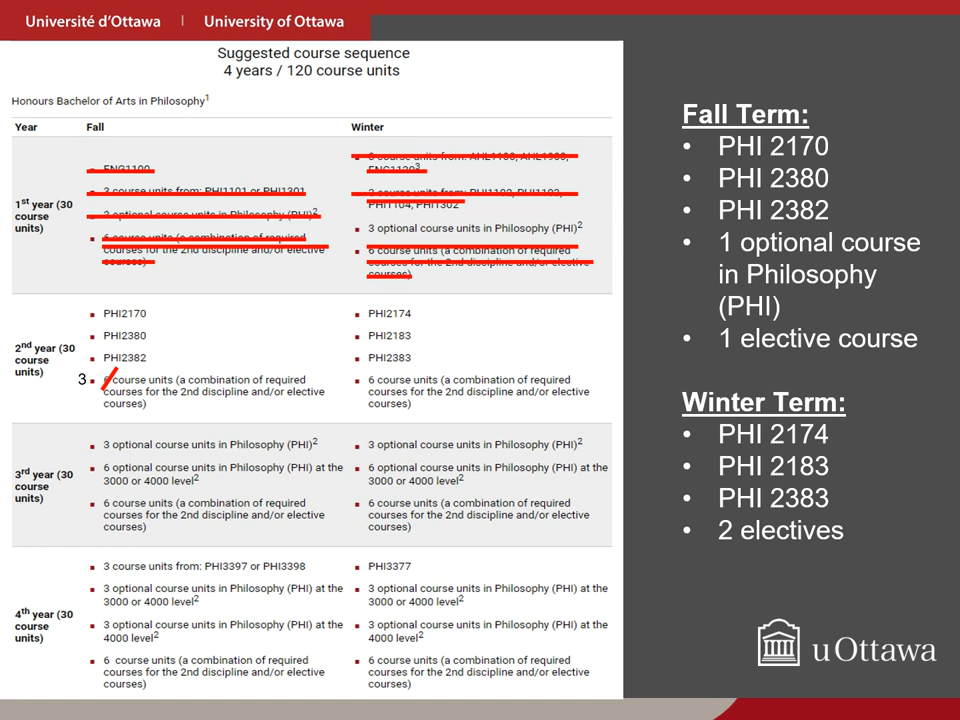 Université d'Ottawa | University of Ottawa
Suggested course sequence
4 years / 120 course units
Honours Bachelor of Arts in Philosophy1
Year Fall Winter
1st year (30 course units)
ENG1100
3 course units from: PHI1101 or PHI1301
3 optional course units in Philosophy (PHI)2
6 course units (a combination of required
courses for the 2nd discipline and/or elective
courses)
3 course units from: AHL1100, AHL1900,
ENG11203
3 course units from: PHI1102, PHI1103,
PHI1104, PHI1302
3 optional course units in Philosophy (PHI)2
6 course units (a combination of required
courses for the 2nd discipline and/or elective
courses)
2nd year (30 course units)
PHI2170
PHI2380
PHI2382
3 6 course units (a combination of required
courses for the 2nd discipline and/or elective
courses)
PHI2174
PHI2183
PHI2383
6 course units (a combination of required
courses for the 2nd discipline and/or elective
courses)
3rd year (30 course units)
3 optional course units in Philosophy (PHI)2
6 optional course units in Philosophy (PHI) at the
3000 or 4000 level2
6 course units (a combination of required
courses for the 2nd discipline and/or elective
courses)
3 optional course units in Philosophy (PHI)2
6 optional course units in Philosophy (PHI) at the
3000 or 4000 level2
6 course units (a combination of required
courses for the 2nd discipline and/or elective
courses)
4th year (30 course units)
3 course units from: PHI3397 or PHI3398
3 optional course units in Philosophy (PHI) at the
3000 or 4000 level2
3 optional course units in Philosophy (PHI) at the
4000 level2
6 course units (a combination of required
courses for the 2nd discipline and/or elective
courses)
PHI3377
3 optional course units in Philosophy (PHI) at the
3000 or 4000 level2
3 optional course units in Philosophy (PHI) at the
4000 level2
6 course units (a combination of required
courses for the 2nd discipline and/or elective
courses)
Fall Term:
• PHI 2170
• PHI 2380
• PHI 2382
• 1 optional course
in Philosophy
(PHI)
• 1 elective course
Winter Term:
• PHI 2174
• PHI 2183
• PHI 2383
• 2 electives
uOttawa